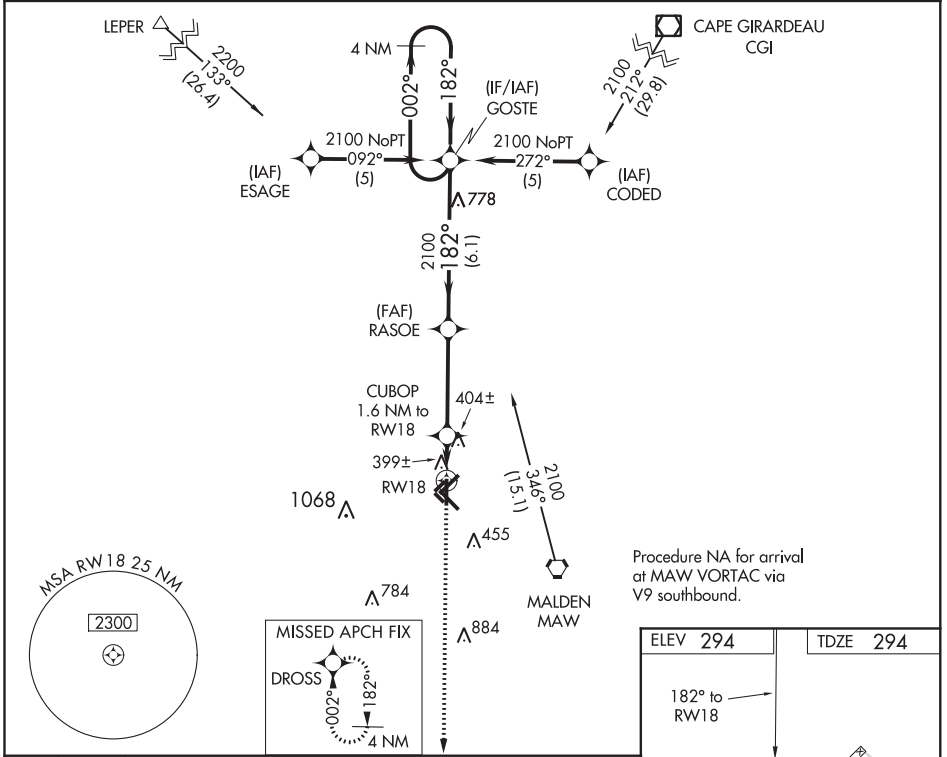 LEPER
2200
133°
(26.4)
4 NM
002°
182°
(IF/IAF)
GOSTE
CAPE GIRARDEAU
CGI
2100
212°
(29.8)
2100 NoPT
092°
(5)
(IAF)
ESAGE
2100 NoPT
272°
(5)
(IAF)
CODED
778
2100
182°
(6.1)
(FAF)
RASOE
CUBOP
1.6 NM to
RW18
404±
399±
RW18
1068
2100
346°
(15.1)
455
MALDEN
MAW
Procedure NA for arrival
at MAW VORTAC via
V9 southbound.
784
884
MSA RW18 25 NM
2300
MISSED APCH FIX
DROSS
002°
182°
4 NM
ELEV 294
TDZE 294
182° to
RW18